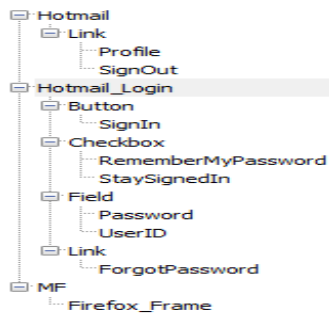 Hotmail
Link
Profile
SignOut
Hotmail_Login
Button
SignIn
Checkbox
RememberMyPassword
StaySignedIn
Field
Password
UserID
Link
ForgotPassword
MF
Firefox_Frame